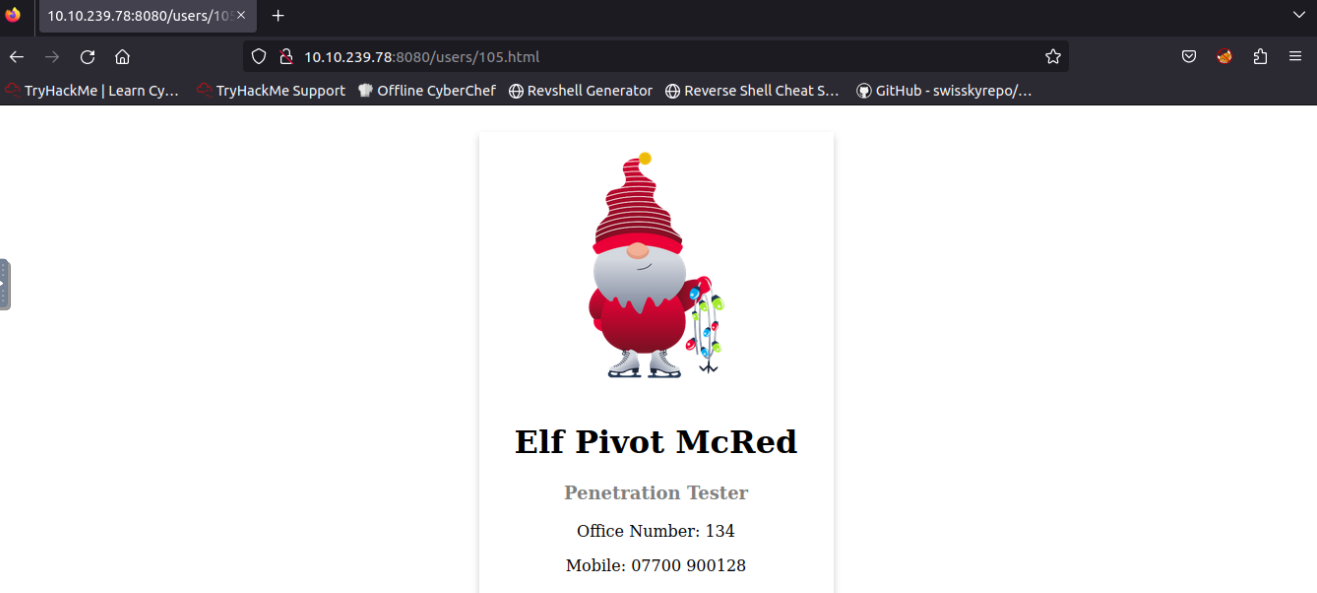 10.10.239.78:8080/users/105
10.10.239.78:8080/users/105.html
TryHackMe | Learn Cy… TryHackMe Support Offline CyberChef Revshell Generator Reverse Shell Cheat S… GitHub - swisskyrepo/…
Elf Pivot McRed
Penetration Tester
Office Number: 134
Mobile: 07700 900128